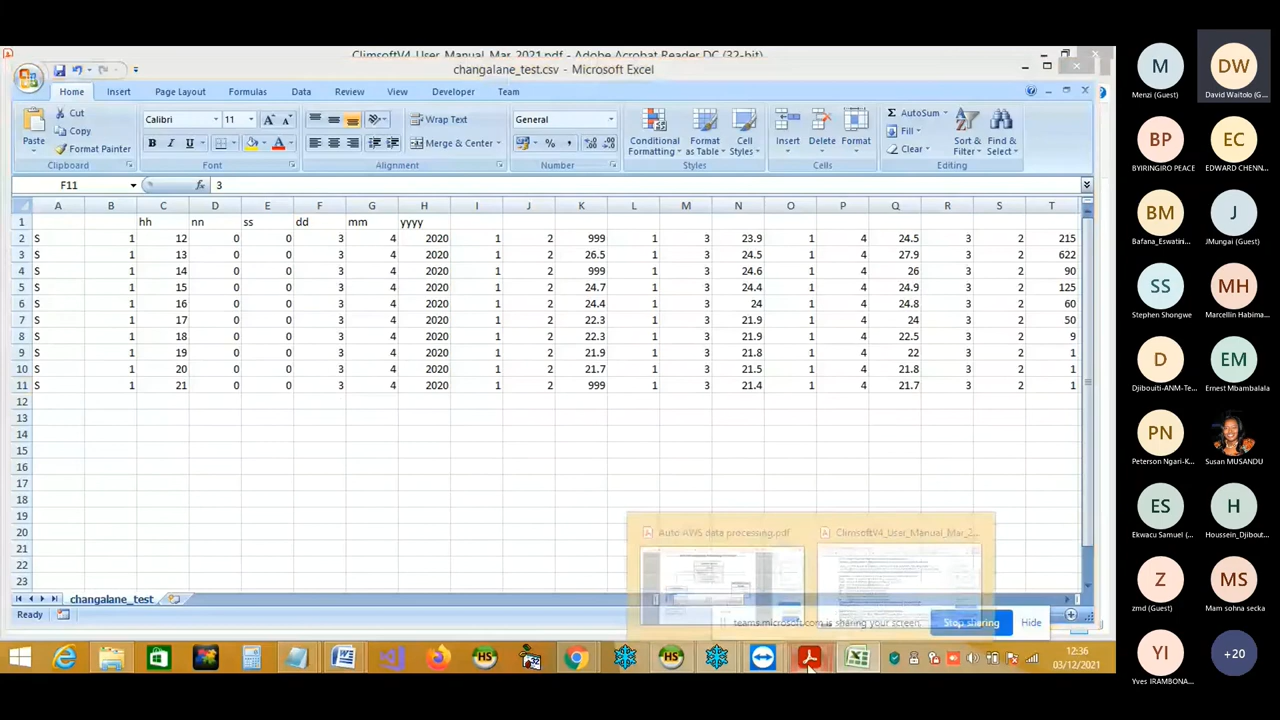 ClimsoftV4_User_Manual_Mar_2021.pdf - Adobe Acrobat Reader DC (32-bit)
changalane_test.csv - Microsoft Excel
Home Insert Page Layout Formulas Data Review View Developer Team
Paste Cut Copy Format Painter
Calibri 11
Wrap Text
Merge & Center
General
Conditional Formatting Format as Table Cell Styles
Insert Delete Format
AutoSum Fill Clear
Sort & Filter Find & Select
Clipboard Font Alignment Number Styles Cells Editing
F11 3
A B C D E F G H I J K L M N O P Q R S T
1 hh nn ss dd mm yyyy
2 S 1 12 0 0 3 4 2020 1 2 999 1 3 23.9 1 4 24.5 3 2 215
3 S 1 13 0 0 3 4 2020 1 2 26.5 1 3 24.5 1 4 27.9 3 2 622
4 S 1 14 0 0 3 4 2020 1 2 999 1 3 24.6 1 4 26 3 2 90
5 S 1 15 0 0 3 4 2020 1 2 24.7 1 3 24.4 1 4 24.9 3 2 125
6 S 1 16 0 0 3 4 2020 1 2 24.4 1 3 24 1 4 24.8 3 2 60
7 S 1 17 0 0 3 4 2020 1 2 22.3 1 3 21.9 1 4 24 3 2 50
8 S 1 18 0 0 3 4 2020 1 2 22.3 1 3 21.9 1 4 22.5 3 2 9
9 S 1 19 0 0 3 4 2020 1 2 21.9 1 3 21.8 1 4 22 3 2 1
10 S 1 20 0 0 3 4 2020 1 2 21.7 1 3 21.5 1 4 21.8 3 2 1
11 S 1 21 0 0 3 4 2020 1 2 999 1 3 21.4 1 4 21.7 3 2 1
12
13
14
15
16
17
18
19
20
21
22
23
Auto AWS data processing.pdf ClimsoftV4_User_Manual_Mar_2...
changalane_test
Ready
teams.microsoft.com is sharing your screen. Stop sharing Hide
HS HS
12:36
03/12/2021
M DW
Menzi (Guest) David Waitolo (G...
BP EC
BYIRINGIRO PEACE EDWARD CHENN...
BM J
Bafana_Eswatini... JMungai (Guest)
SS MH
Stephen Shongwe Marcellin Habima...
D EM
Djibouiti-ANM-Te... Ernest Mbambalala
PN
Peterson Ngari-K... Susan MUSANDU
ES H
Ekwacu Samuel (... Houssein_Djibout...
Z MS
zmd (Guest) Mam sohna secka
YI +20
Yves IRAMBONA...